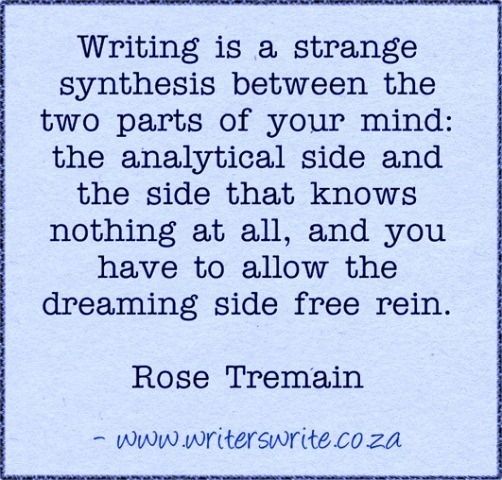 Writing is a strange
synthesis between the
two parts of your mind:
the analytical side and
the side that knows
nothing at all, and you
have to allow the
dreaming side free rein.
Rose Tremain
- www.writerswrite.co.za